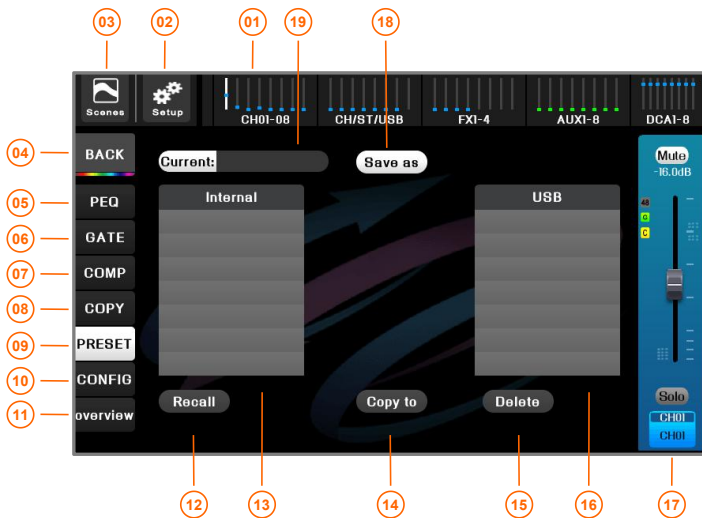 03
02
01
19
18
Scenes
Setup
CH01-08
CH/ST/USB
FX1-4
AUX1-8
DCA1-8
04
BACK
Current:
Save as
Mute
-16.0dB
05
PEQ
Internal
USB
48
G
C
06
GATE
07
COMP
08
COPY
09
PRESET
10
CONFIG
Recall
Copy to
Delete
Solo
11
overview
CH01
CH01
12
13
14
15
16
17